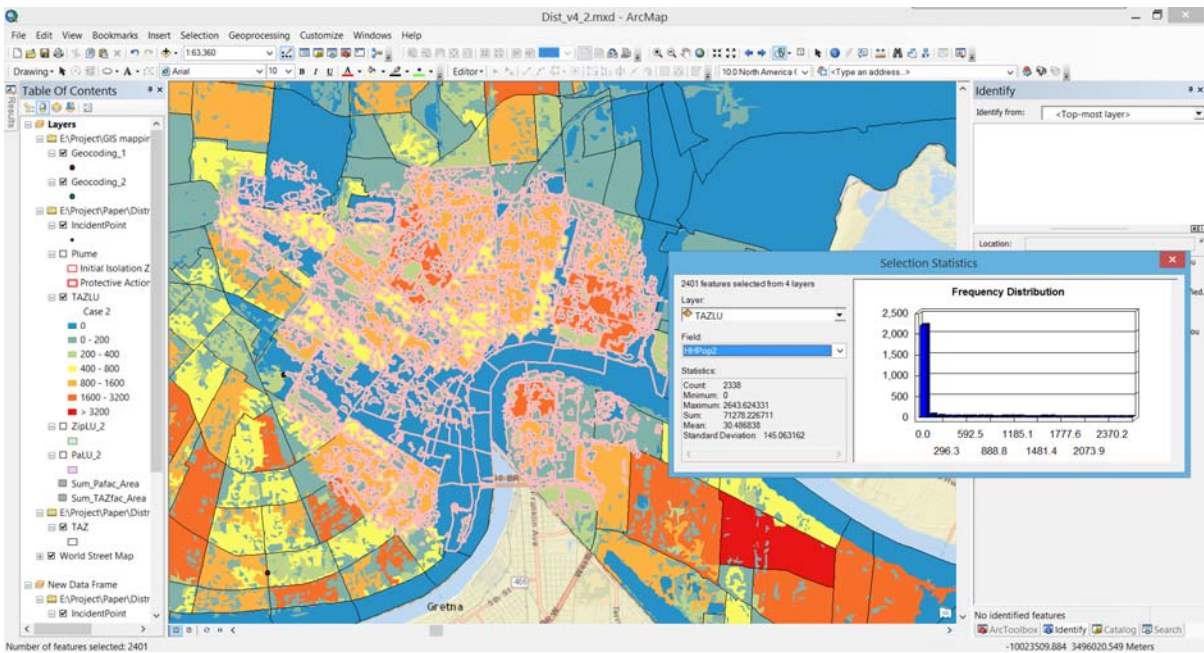 Dist_v4_2.mxd - ArcMap
File Edit View Bookmarks Insert Selection Geoprocessing Customize Windows Help
1:63,360
Drawing Arial 10 B I U A Editor 10.0 North America ( <Type an address...>
Results
Table Of Contents
Layers
E:\Project\GIS mappir
Geocoding_1
Geocoding_2
E:\Project\Paper\Distr
IncidentPoint
Plume
Initial Isolation Z
Protective Action
TAZLU
Case 2
0
0 - 200
200 - 400
400 - 800
800 - 1600
1600 - 3200
> 3200
ZipLU_2
PaLU_2
Sum_Pafac_Area
Sum_TAZfac_Area
E:\Project\Paper\Distr
TAZ
World Street Map
New Data Frame
E:\Project\Paper\Distr
IncidentPoint
Franklin Ave
466
Gretna
Identify
Identify from: <Top-most layer>
Location:
Selection Statistics
2401 features selected from 4 layers
Layer:
TAZLU
Field:
HHPop2
Statistics:
Count: 2338
Minimum: 0
Maximum: 2643.624331
Sum: 71278.226711
Mean: 30.486838
Standard Deviation: 145.063162
Frequency Distribution
2,500
2,000
1,500
1,000
500
0
0.0 592.5 1185.1 1777.6 2370.2
296.3 888.8 1481.4 2073.9
No identified features
ArcToolbox Identify Catalog Search
Number of features selected: 2401
-10023509.884 3496020.549 Meters